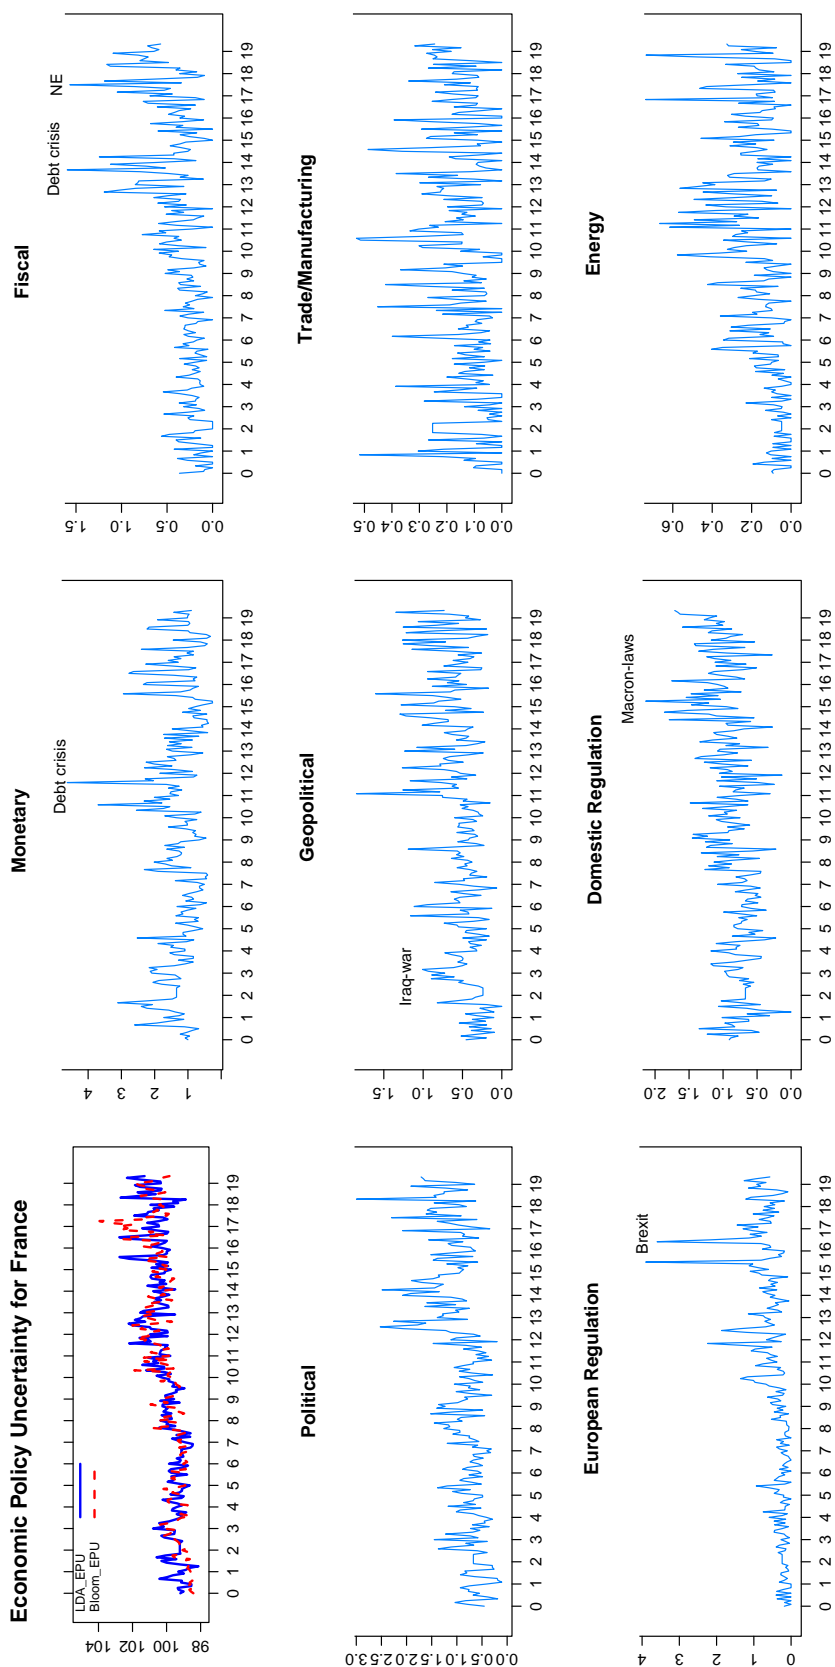 Economic Policy Uncertainty for France
LDA_EPU
Bloom_EPU
104
102
100
98
0 1 2 3 4 5 6 7 8 9 10 11 12 13 14 15 16 17 18 19
Monetary
Debt crisis
4
3
2
1
0 1 2 3 4 5 6 7 8 9 10 11 12 13 14 15 16 17 18 19
Fiscal
Debt crisis
NE
1.5
1.0
0.5
0.0
0 1 2 3 4 5 6 7 8 9 10 11 12 13 14 15 16 17 18 19
Political
3.0
2.5
2.0
1.5
1.0
0.5
0.0
0 1 2 3 4 5 6 7 8 9 10 11 12 13 14 15 16 17 18 19
Geopolitical
Iraq-war
1.5
1.0
0.5
0.0
0 1 2 3 4 5 6 7 8 9 10 11 12 13 14 15 16 17 18 19
Trade/Manufacturing
0.5
0.4
0.3
0.2
0.1
0.0
0 1 2 3 4 5 6 7 8 9 10 11 12 13 14 15 16 17 18 19
European Regulation
Brexit
4
3
2
1
0
0 1 2 3 4 5 6 7 8 9 10 11 12 13 14 15 16 17 18 19
Domestic Regulation
Macron-laws
2.0
1.5
1.0
0.5
0.0
0 1 2 3 4 5 6 7 8 9 10 11 12 13 14 15 16 17 18 19
Energy
0.6
0.4
0.2
0.0
0 1 2 3 4 5 6 7 8 9 10 11 12 13 14 15 16 17 18 19